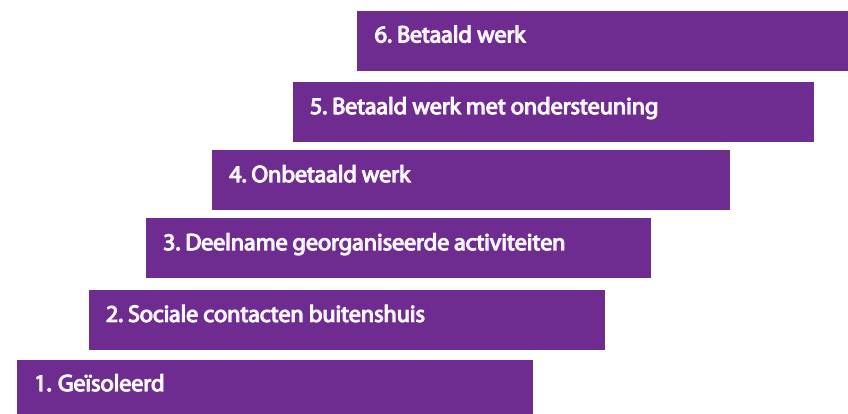 6. Betaald werk
5. Betaald werk met ondersteuning
4. Onbetaald werk
3. Deelname georganiseerde activiteiten
2. Sociale contacten buitenshuis
1. Geïsoleerd